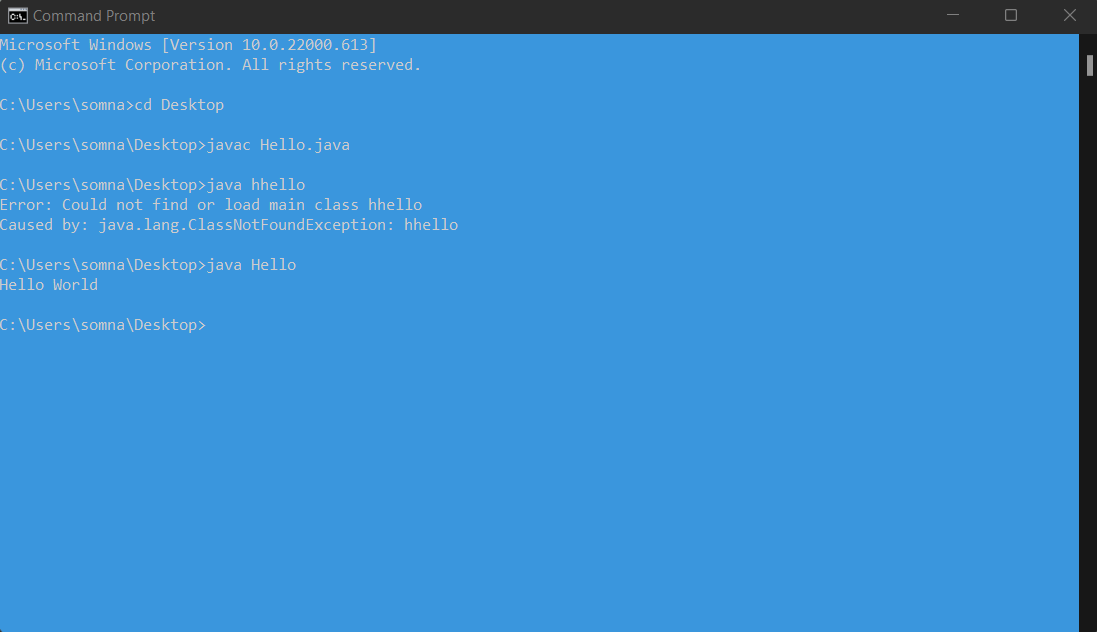 Command Prompt
Microsoft Windows [Version 10.0.22000.613]
(c) Microsoft Corporation. All rights reserved.
C:\Users\somna>cd Desktop
C:\Users\somna\Desktop>javac Hello.java
C:\Users\somna\Desktop>java hhello
Error: Could not find or load main class hhello
Caused by: java.lang.ClassNotFoundException: hhello
C:\Users\somna\Desktop>java Hello
Hello World
C:\Users\somna\Desktop>